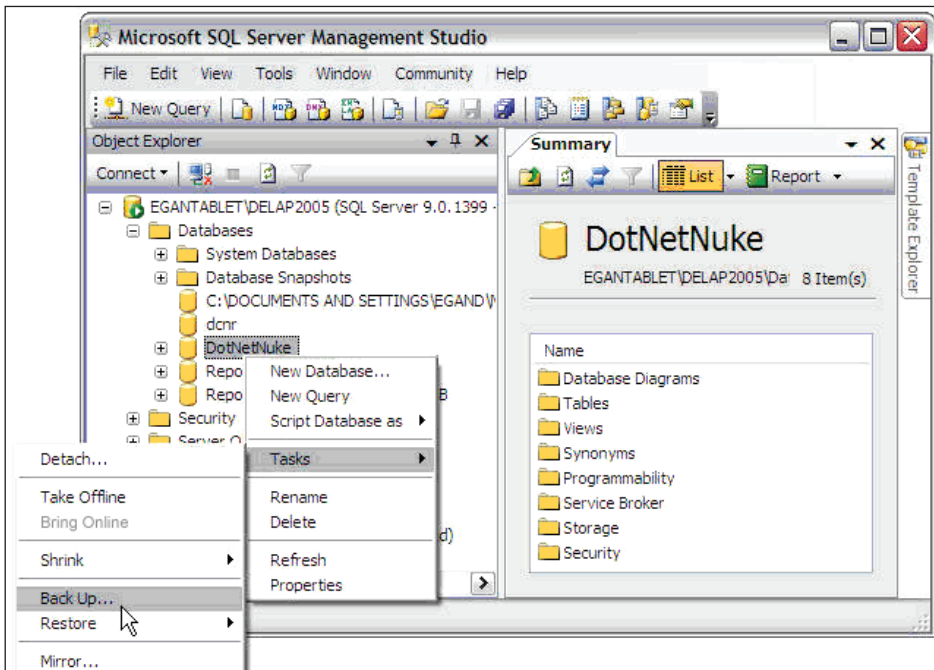 Microsoft SQL Server Management Studio
File Edit View Tools Window Community Help
New Query
Object Explorer
Connect
EGANTABLET\DELAP2005 (SQL Server 9.0.1399 -
Databases
System Databases
Database Snapshots
C:\DOCUMENTS AND SETTINGS\EGAND\
dcnr
DotNetNuke
Repo
Repo
B
Security
Server O
d)
New Database...
New Query
Script Database as
Tasks
Rename
Delete
Refresh
Properties
Detach...
Take Offline
Bring Online
Shrink
Back Up...
Restore
Mirror...
Summary
List
Report
DotNetNuke
EGANTABLET\DELAP2005\Da 8 Item(s)
Name
Database Diagrams
Tables
Views
Synonyms
Programmability
Service Broker
Storage
Security
Template Explorer